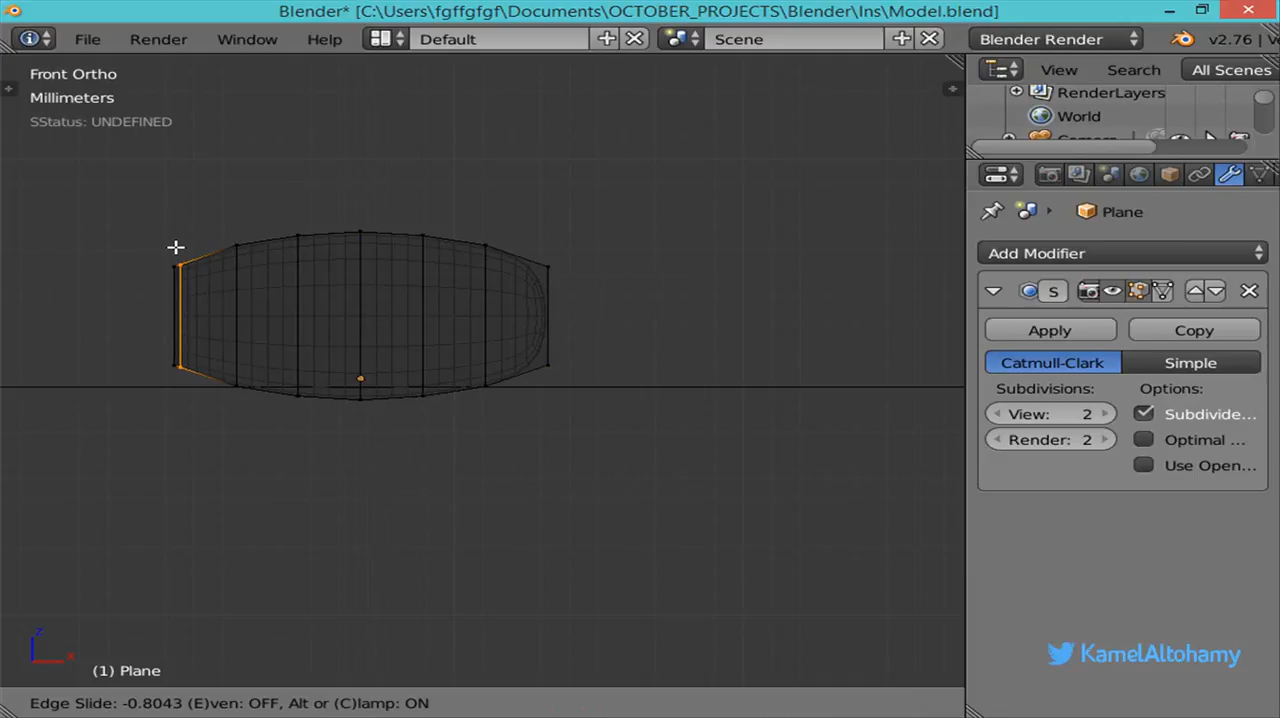 Blender* [C:\Users\fgffgfgf\Documents\OCTOBER_PROJECTS\Blender\Ins\Model.blend]
File Render Window Help Default Scene Blender Render v2.76
Front Ortho
Millimeters
SStatus: UNDEFINED
View Search All Scenes
RenderLayers
World
Plane
Add Modifier
S
Apply Copy
Catmull-Clark Simple
Subdivisions: Options:
View: 2 Subdivide...
Render: 2 Optimal ...
Use Open...
z
x
(1) Plane
KamelAltohamy
Edge Slide: -0.8043 (E)ven: OFF, Alt or (C)lamp: ON